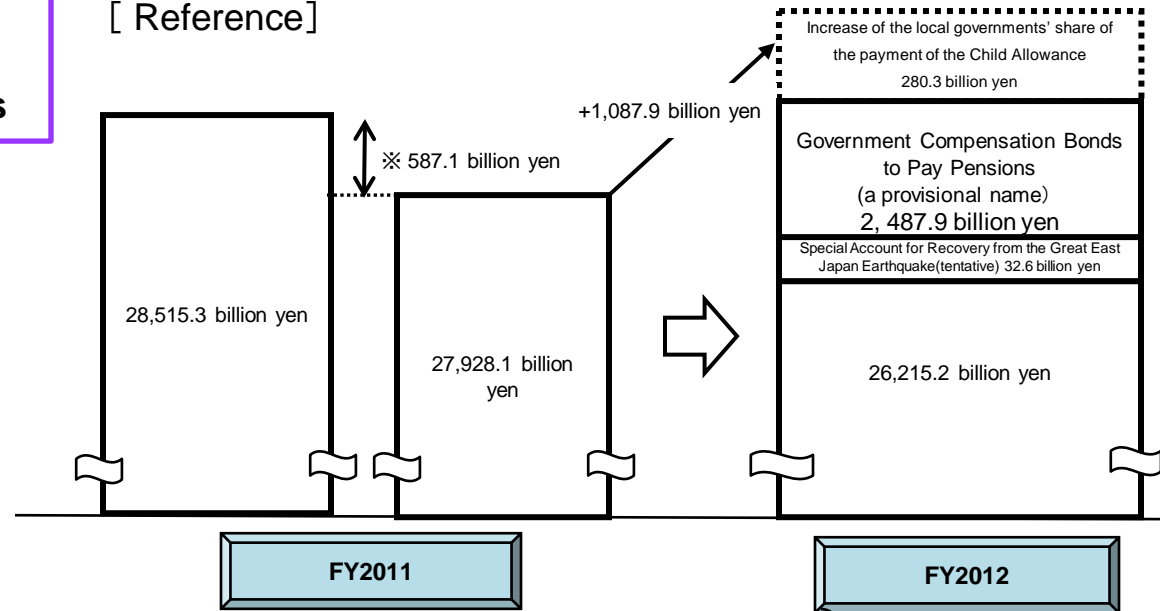 [ Reference］
s
Increase of the local governments’ share of
the payment of the Child Allowance
280.3 billion yen
+1,087.9 billion yen
※ 587.1 billion yen
Government Compensation Bonds
to Pay Pensions
(a provisional name）
2, 487.9 billion yen
Special Account for Recovery from the Great East
Japan Earthquake(tentative) 32.6 billion yen
28,515.3 billion yen
27,928.1 billion
yen
26,215.2 billion yen
FY2011
FY2012